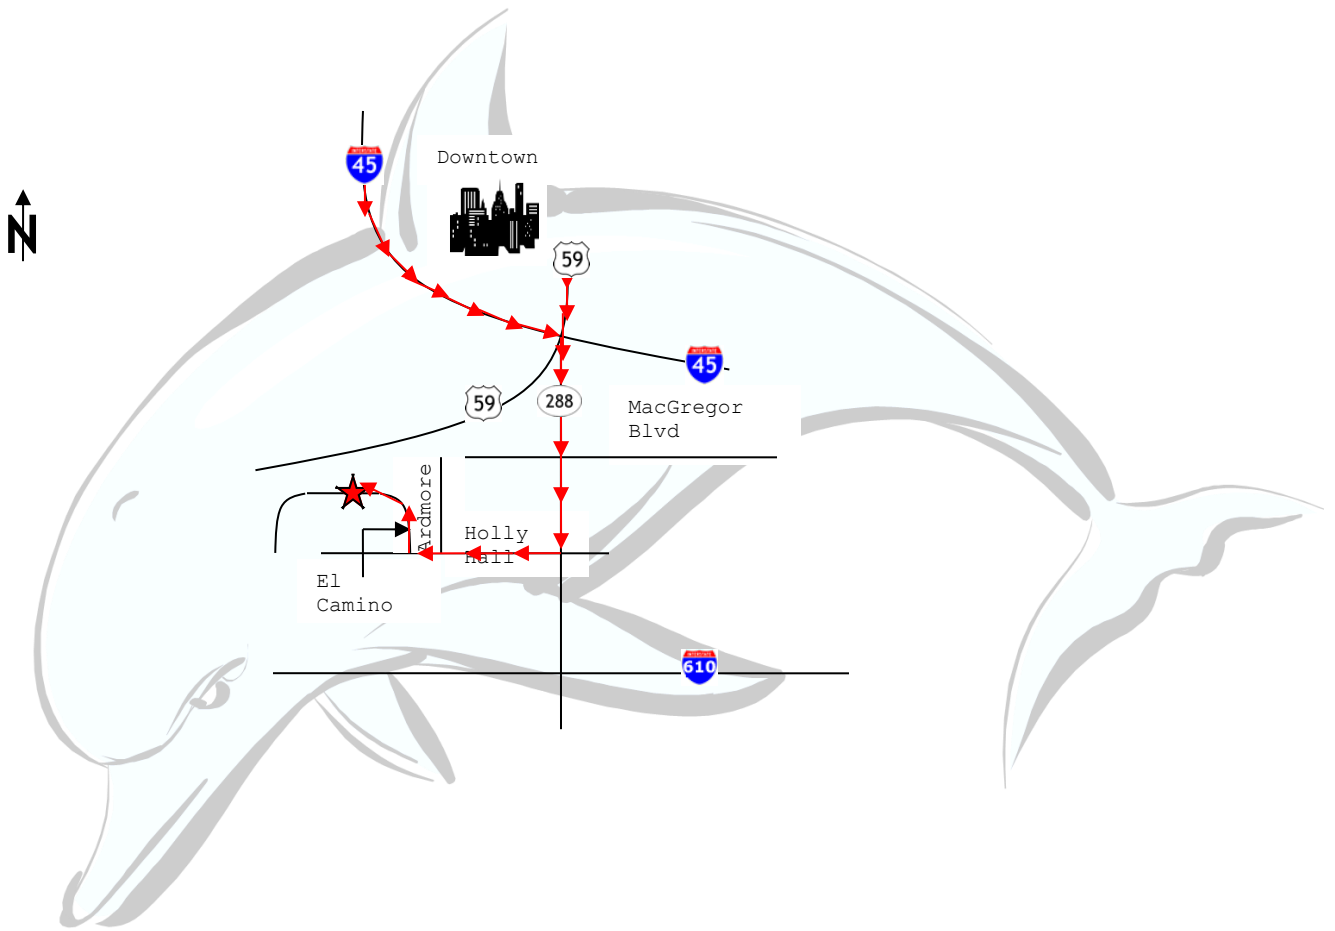 Downtown
INTERSTATE
45
N
59
INTERSTATE
45
59
288
MacGregor
Blvd
Ardmore
Holly
Hall
El
Camino
INTERSTATE
610